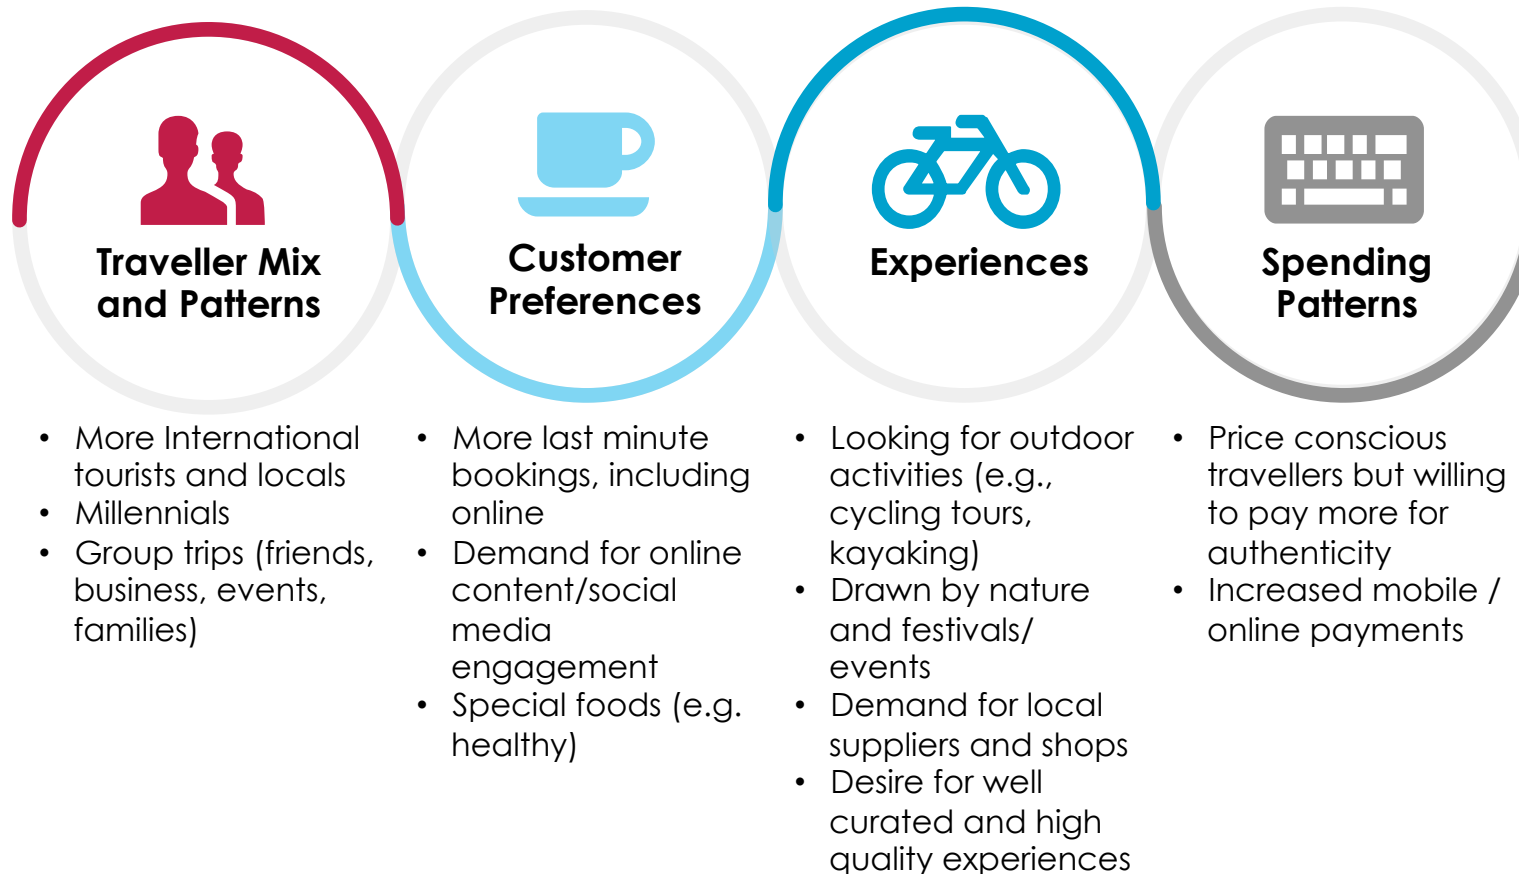 Traveller Mix
and Patterns
• More International
tourists and locals
• Millennials
• Group trips (friends,
business, events,
families)
Customer
Preferences
• More last minute
bookings, including
online
• Demand for online
content/social
media
engagement
• Special foods (e.g.
healthy)
Experiences
• Looking for outdoor
activities (e.g.,
cycling tours,
kayaking)
• Drawn by nature
and festivals/
events
• Demand for local
suppliers and shops
• Desire for well
curated and high
quality experiences
Spending
Patterns
• Price conscious
travellers but willing
to pay more for
authenticity
• Increased mobile /
online payments